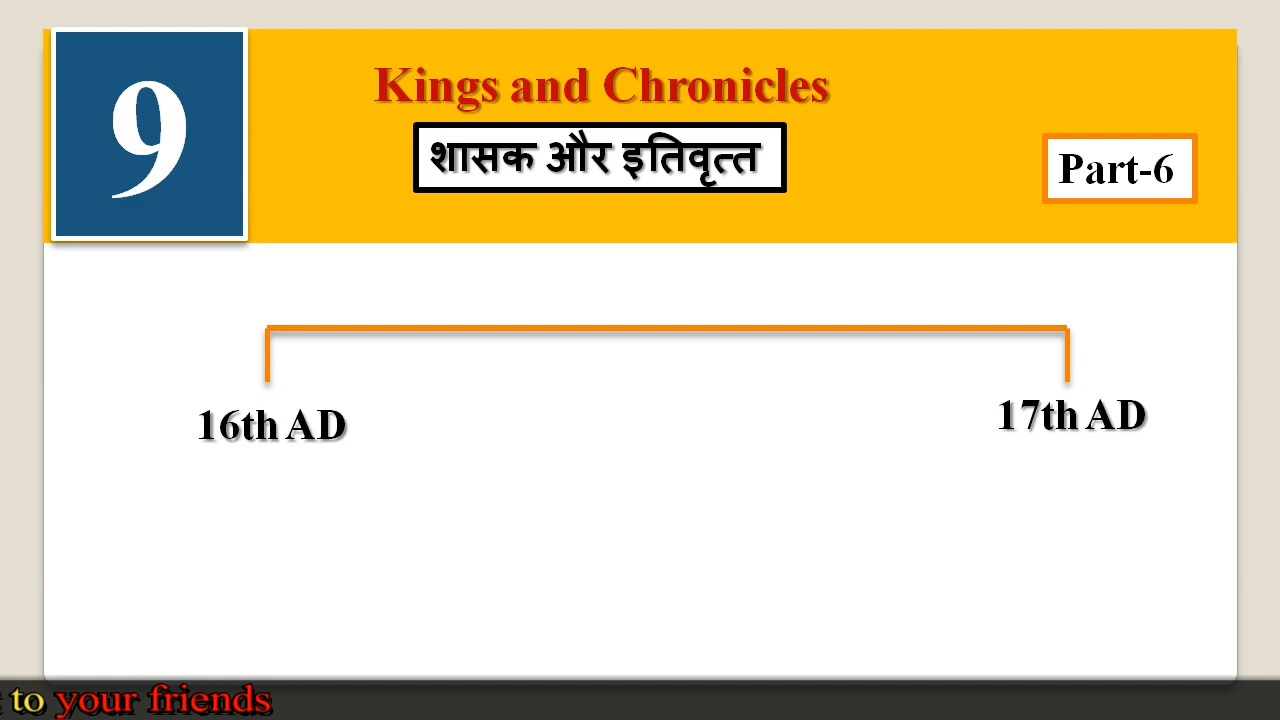 9
Kings and Chronicles
शासक और इतिवृत्त
Part-6
16th AD
17th AD
to your friends